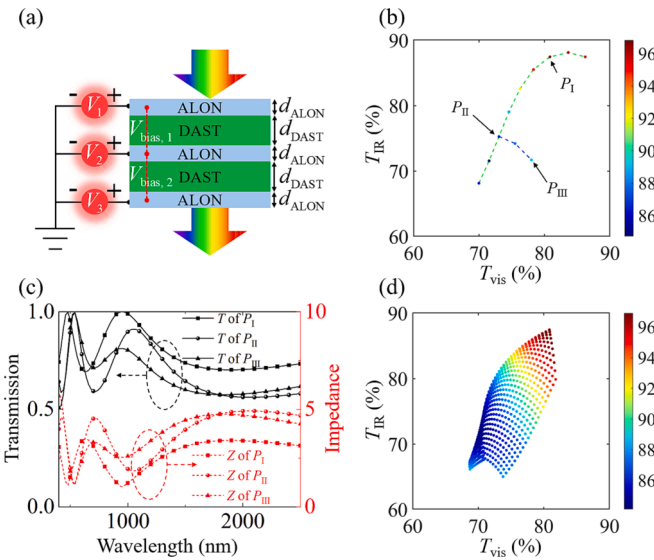 (a)
- +
V1
- +
V2
- +
V3
ALON
DAST
ALON
DAST
ALON
Vbias, 1
Vbias, 2
dALON
dDAST
dALON
dDAST
dALON
(b)
90
80
70
60
TIR (%)
60 70 80 90
Tvis (%)
PI
PII
PIII
96
94
92
90
88
86
(c)
1.0
0.5
0.0
Transmission
T of PI
T of PII
T of PIII
Z of PI
Z of PII
Z of PIII
10
5
0
Impedance
1000 2000
Wavelength (nm)
(d)
90
80
70
60
TIR (%)
60 70 80 90
Tvis (%)
96
94
92
90
88
86